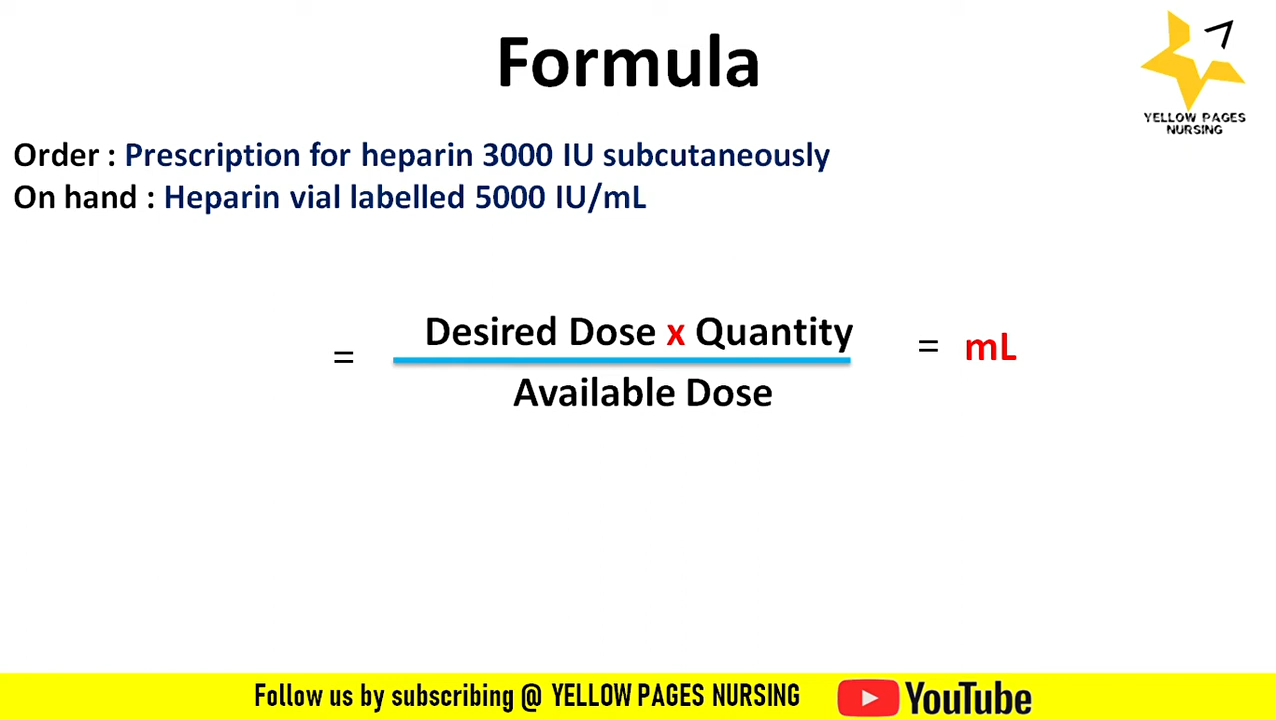 Formula
YELLOW PAGES
NURSING
Order : Prescription for heparin 3000 IU subcutaneously
On hand : Heparin vial labelled 5000 IU/mL
= Desired Dose x Quantity = mL
Available Dose
Follow us by subscribing @ YELLOW PAGES NURSING YouTube